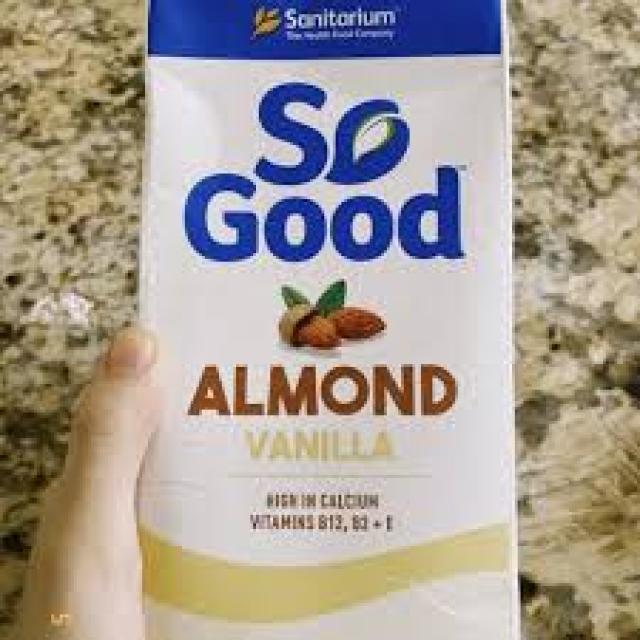 Sanitarium
The Health Food Company
So
Good
ALMOND
VANILLA
HIGH IN CALCIUM
VITAMINS B12, B2 + E